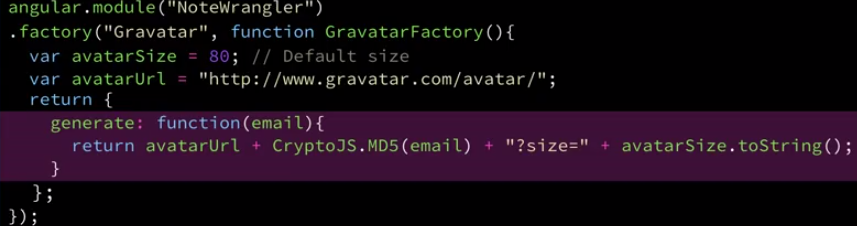 angular.module("NoteWrangler")
.factory("Gravatar", function GravatarFactory(){
  var avatarSize = 80; // Default size
  var avatarUrl = "http://www.gravatar.com/avatar/";
  return {
    generate: function(email){
      return avatarUrl + CryptoJS.MD5(email) + "?size=" + avatarSize.toString();
    }
  };
});